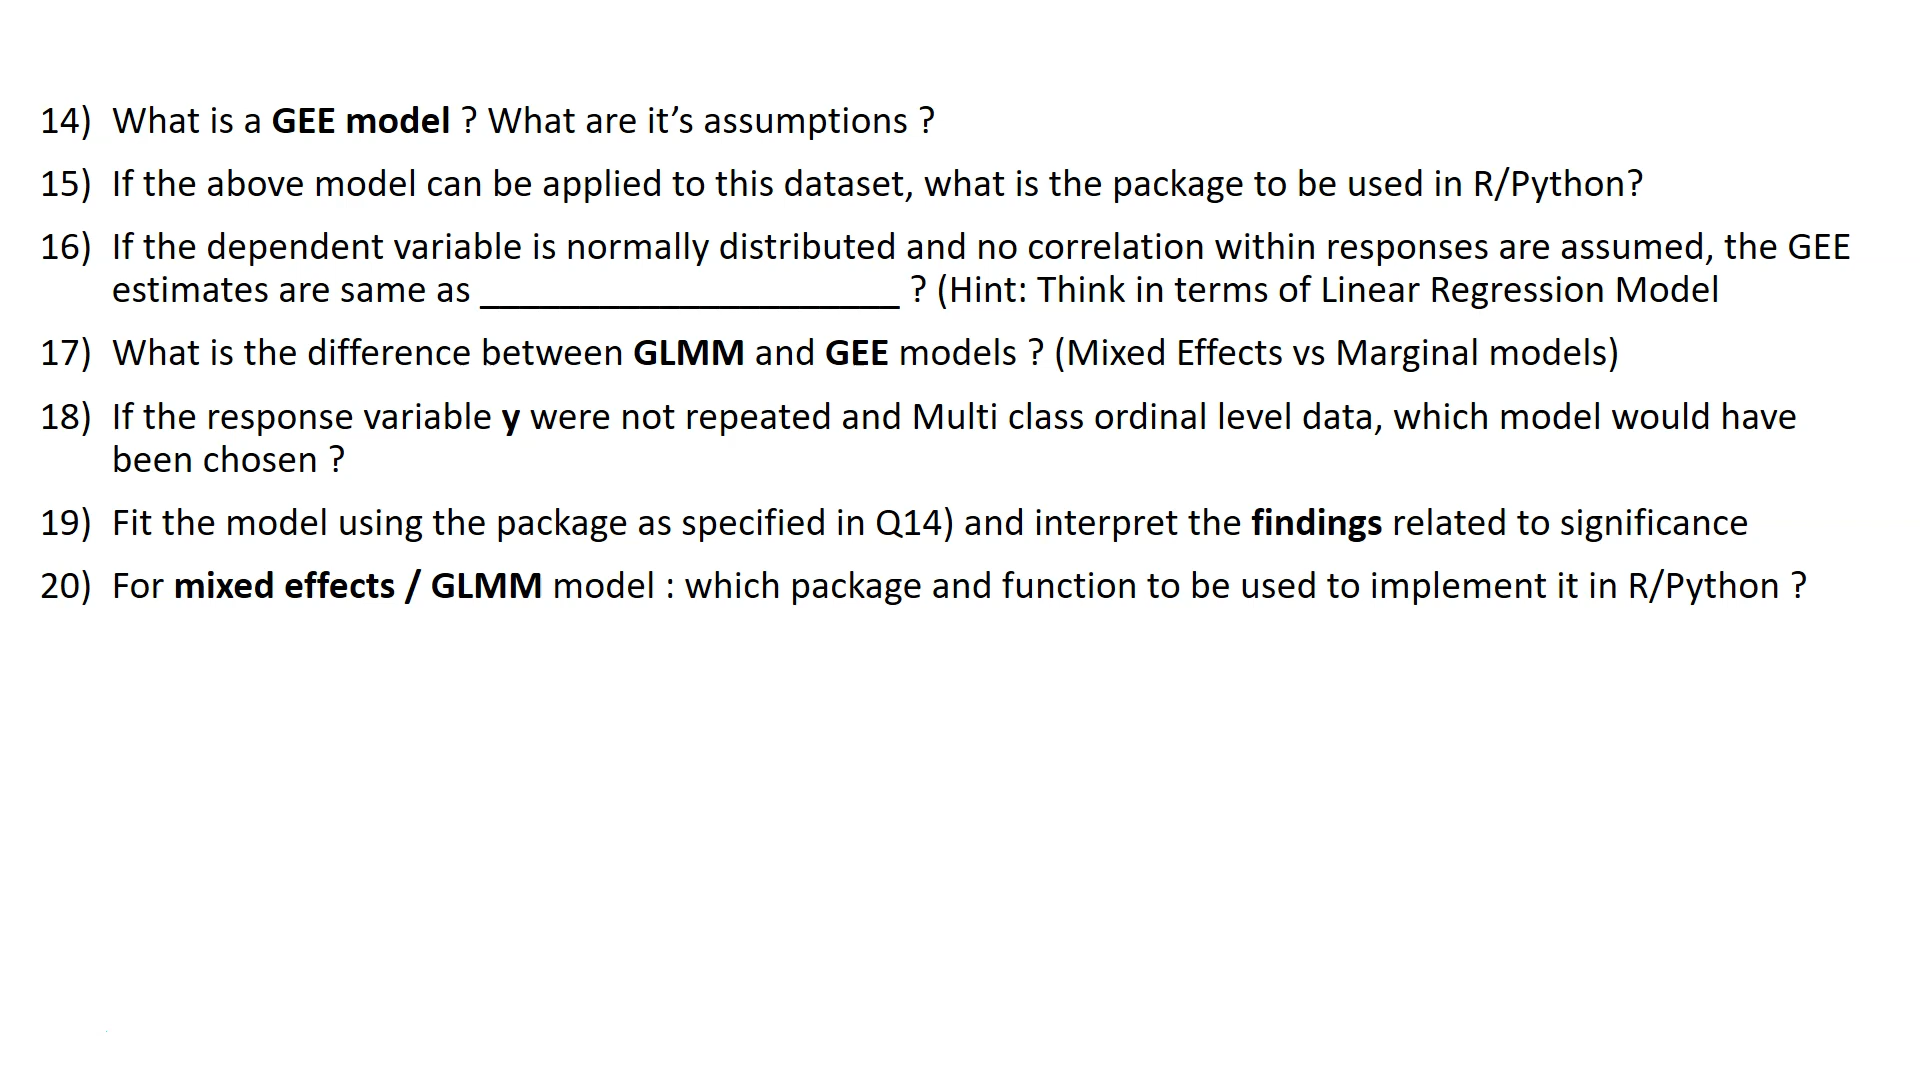 14) What is a GEE model ? What are it’s assumptions ?
15) If the above model can be applied to this dataset, what is the package to be used in R/Python?
16) If the dependent variable is normally distributed and no correlation within responses are assumed, the GEE
estimates are same as _____________________ ? (Hint: Think in terms of Linear Regression Model
17) What is the difference between GLMM and GEE models ? (Mixed Effects vs Marginal models)
18) If the response variable y were not repeated and Multi class ordinal level data, which model would have
been chosen ?
19) Fit the model using the package as specified in Q14) and interpret the findings related to significance
20) For mixed effects / GLMM model : which package and function to be used to implement it in R/Python ?